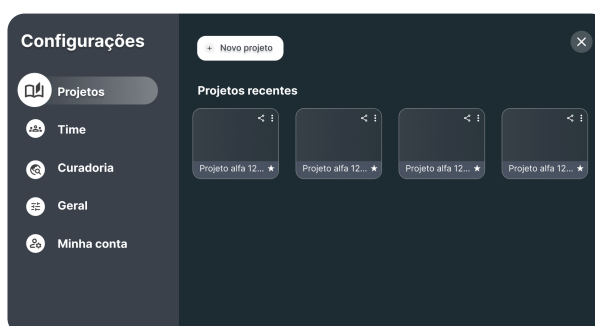 Configurações
Novo projeto
Projetos
Time
Curadoria
Geral
Minha conta
Projetos recentes
Projeto alfa 12...
Projeto alfa 12...
Projeto alfa 12...
Projeto alfa 12...